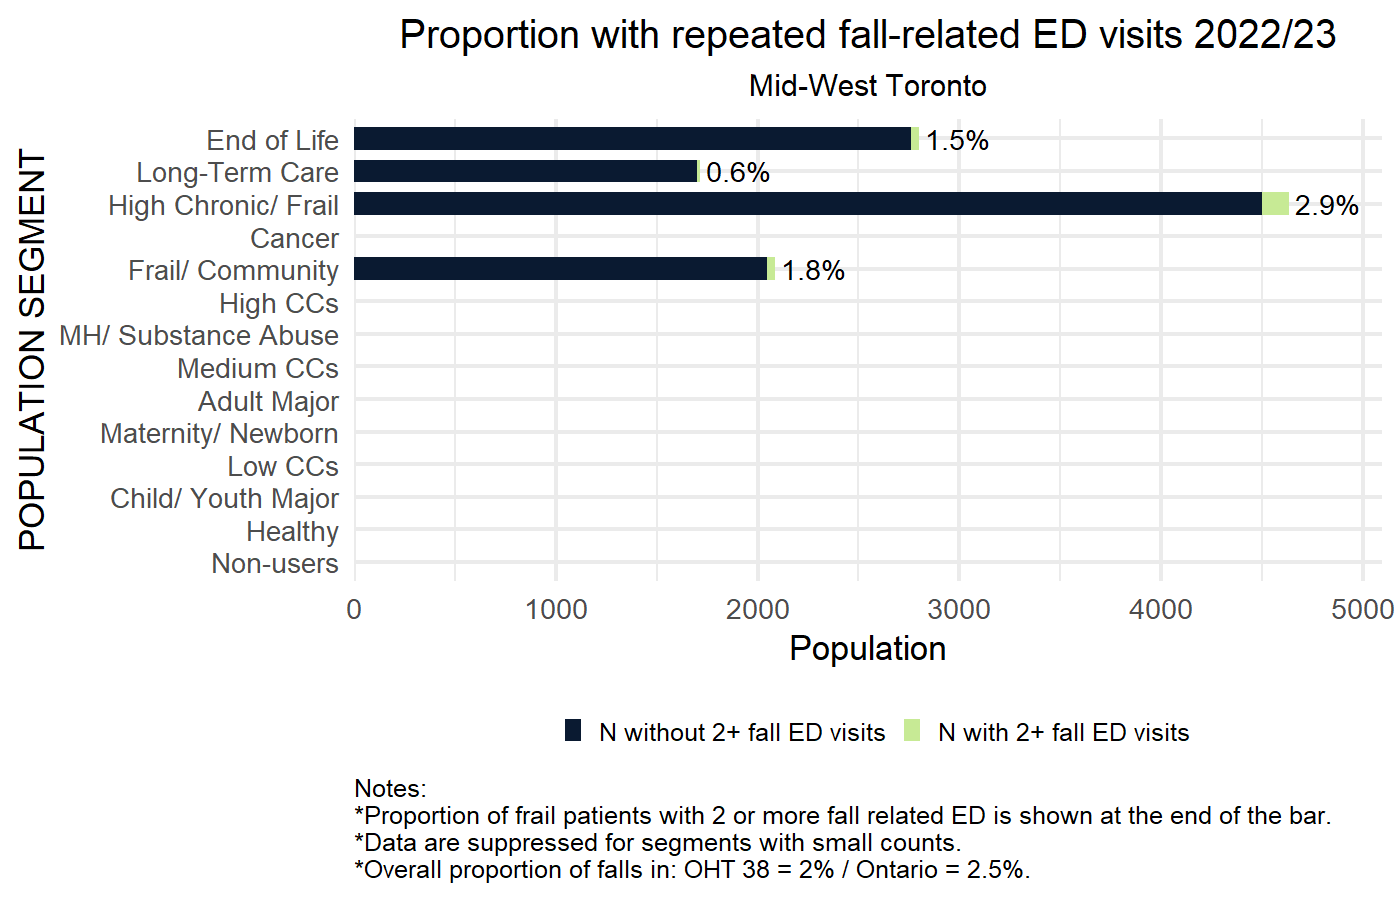 Proportion with repeated fall-related ED visits 2022/23
Mid-West Toronto
POPULATION SEGMENT
End of Life 1.5%
Long-Term Care 0.6%
High Chronic/ Frail 2.9%
Cancer
Frail/ Community 1.8%
High CCs
MH/ Substance Abuse
Medium CCs
Adult Major
Maternity/ Newborn
Low CCs
Child/ Youth Major
Healthy
Non-users
0 1000 2000 3000 4000 5000
Population
N without 2+ fall ED visits N with 2+ fall ED visits
Notes:
*Proportion of frail patients with 2 or more fall related ED is shown at the end of the bar.
*Data are suppressed for segments with small counts.
*Overall proportion of falls in: OHT 38 = 2% / Ontario = 2.5%.